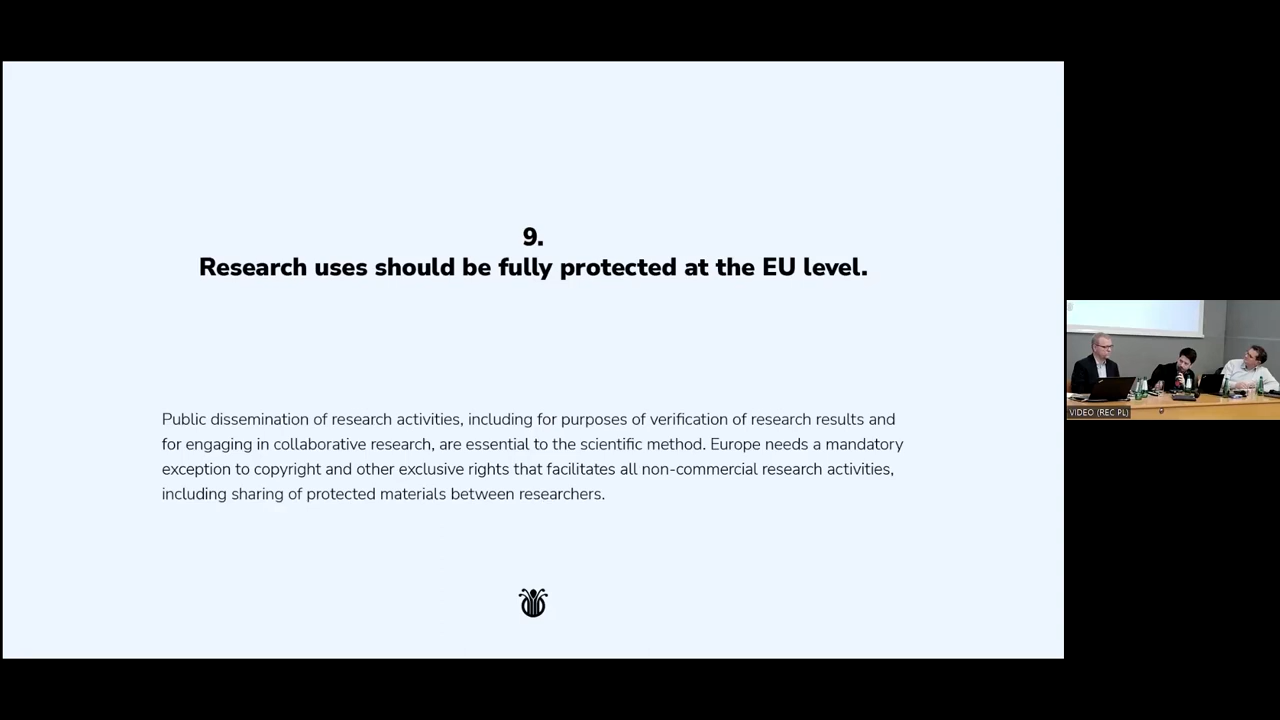 9.
Research uses should be fully protected at the EU level.
Public dissemination of research activities, including for purposes of verification of research results and
for engaging in collaborative research, are essential to the scientific method. Europe needs a mandatory
exception to copyright and other exclusive rights that facilitates all non-commercial research activities,
including sharing of protected materials between researchers.
VIDEO (REC PL)